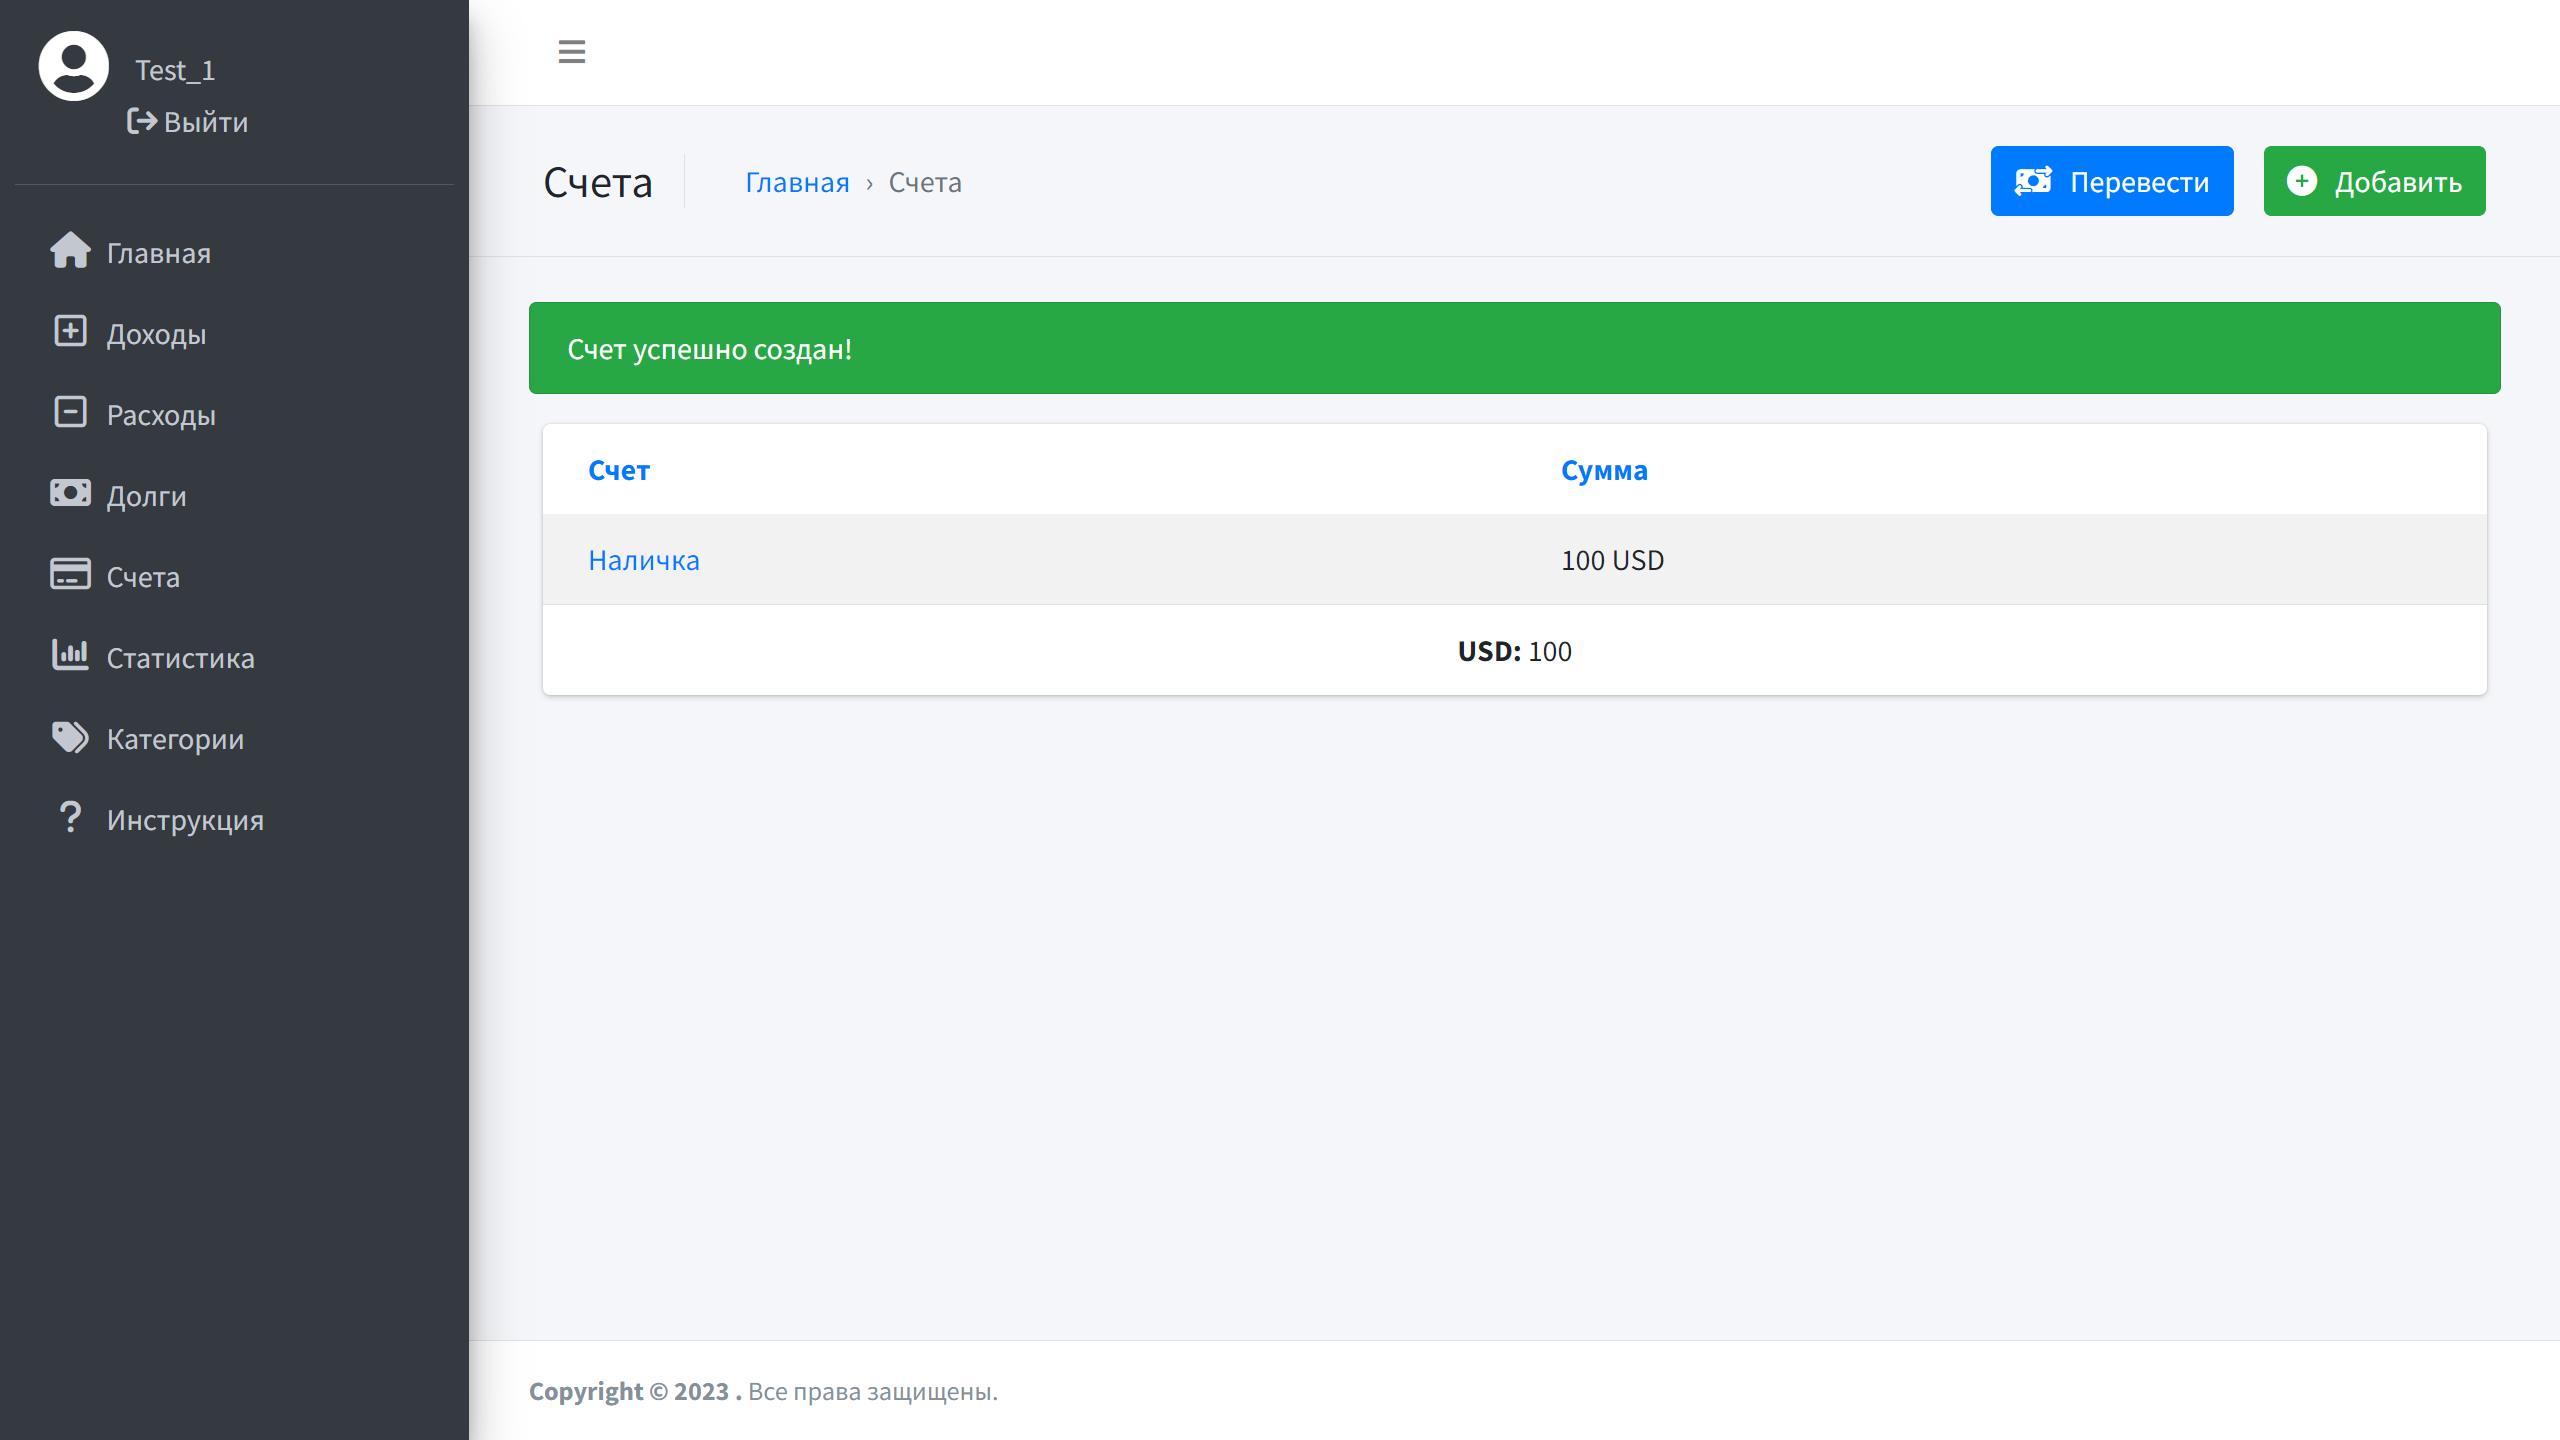 Test_1
Выйти
Главная
Доходы
Расходы
Долги
Счета
Статистика
Категории
Инструкция
Счета
Главная › Счета
Перевести
Добавить
Счет успешно создан!
Счет Сумма
Наличка 100 USD
USD: 100
Copyright © 2023 . Все права защищены.